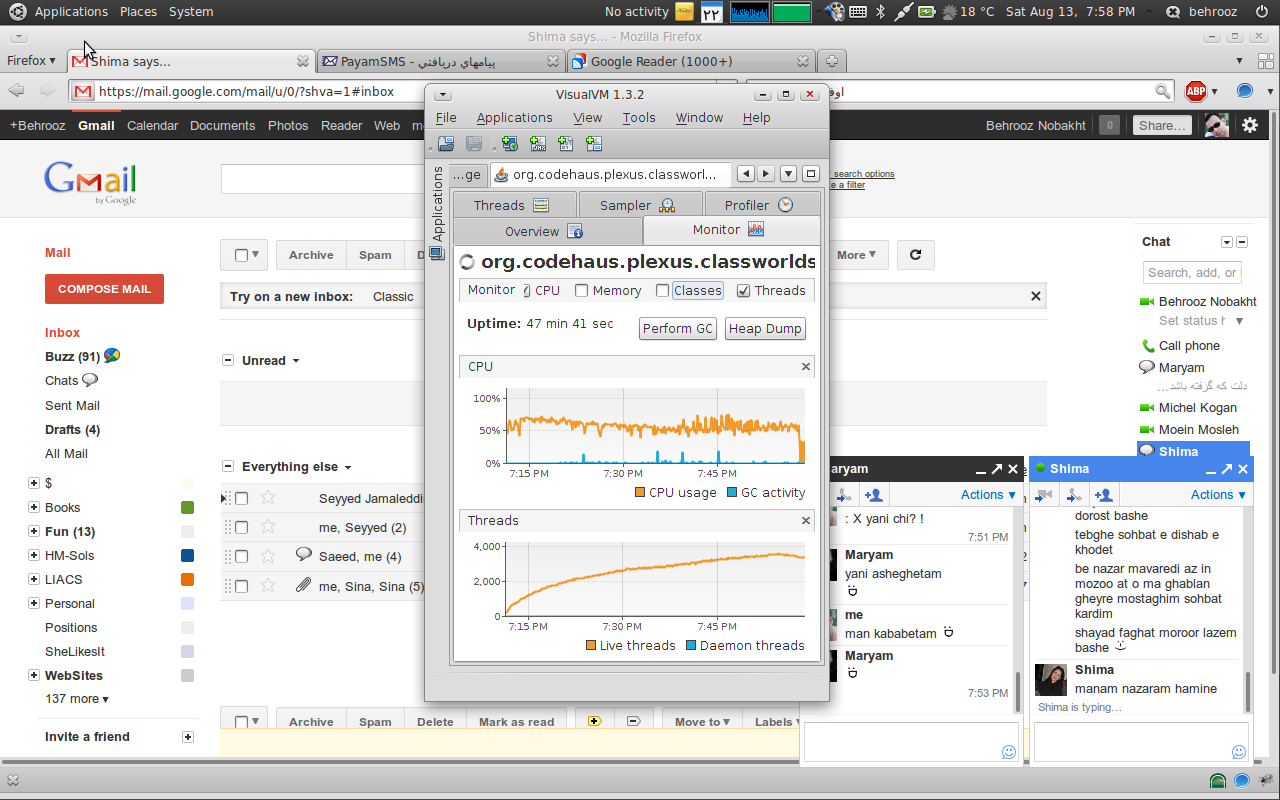 Applications Places System
No activity ۲۲ 18 °C Sat Aug 13, 7:58 PM behrooz
Shima says... - Mozilla Firefox
Firefox ▾
Shima says...
PayamSMS - پيامهاي دريافتي
Google Reader (1000+)
https://mail.google.com/mail/u/0/?shva=1#inbox
ABP
+Behrooz Gmail Calendar Documents Photos Reader Web
Behrooz Nobakht 0 Share…
Gmail
by Google
search options
a filter
Mail
COMPOSE MAIL
Inbox
Buzz (91)
Chats
Sent Mail
Drafts (4)
All Mail
$
Books
Fun (13)
HM-Sols
LIACS
Personal
Positions
SheLikesIt
WebSites
137 more ▾
Invite a friend
Archive Spam
More ▾
Try on a new inbox: Classic
Unread
Everything else
Seyyed Jamaleddi
me, Seyyed (2)
Saeed, me (4)
me, Sina, Sina (5)
Archive Spam Delete Mark as read Move to ▾ Labels
VisualVM 1.3.2
File Applications View Tools Window Help
Applications
...ge
org.codehaus.plexus.classworl...
Threads Sampler Profiler
Overview Monitor
org.codehaus.plexus.classworlds
Monitor CPU Memory Classes Threads
Uptime: 47 min 41 sec
Perform GC Heap Dump
CPU
100%
50%
0%
7:15 PM 7:30 PM 7:45 PM
CPU usage GC activity
Threads
4,000
2,000
0
7:15 PM 7:30 PM 7:45 PM
Live threads Daemon threads
Chat
Search, add, or i
Behrooz Nobakht
Set status h
Call phone
Maryam
دلت که گرفته باشد...
Michel Kogan
Moein Mosleh
Shima
aryam
Actions ▾
: X yani chi? !
7:51 PM
Maryam
yani asheghetam
me
man kababetam
Maryam
7:53 PM
Shima
Actions ▾
dorost bashe
tebghe sohbat e dishab e
khodet
be nazar mavaredi az in
mozoo at o ma ghablan
gheyre mostaghim sohbat
kardim
shayad faghat moroor lazem
bashe
Shima
manam nazaram hamine
Shima is typing…